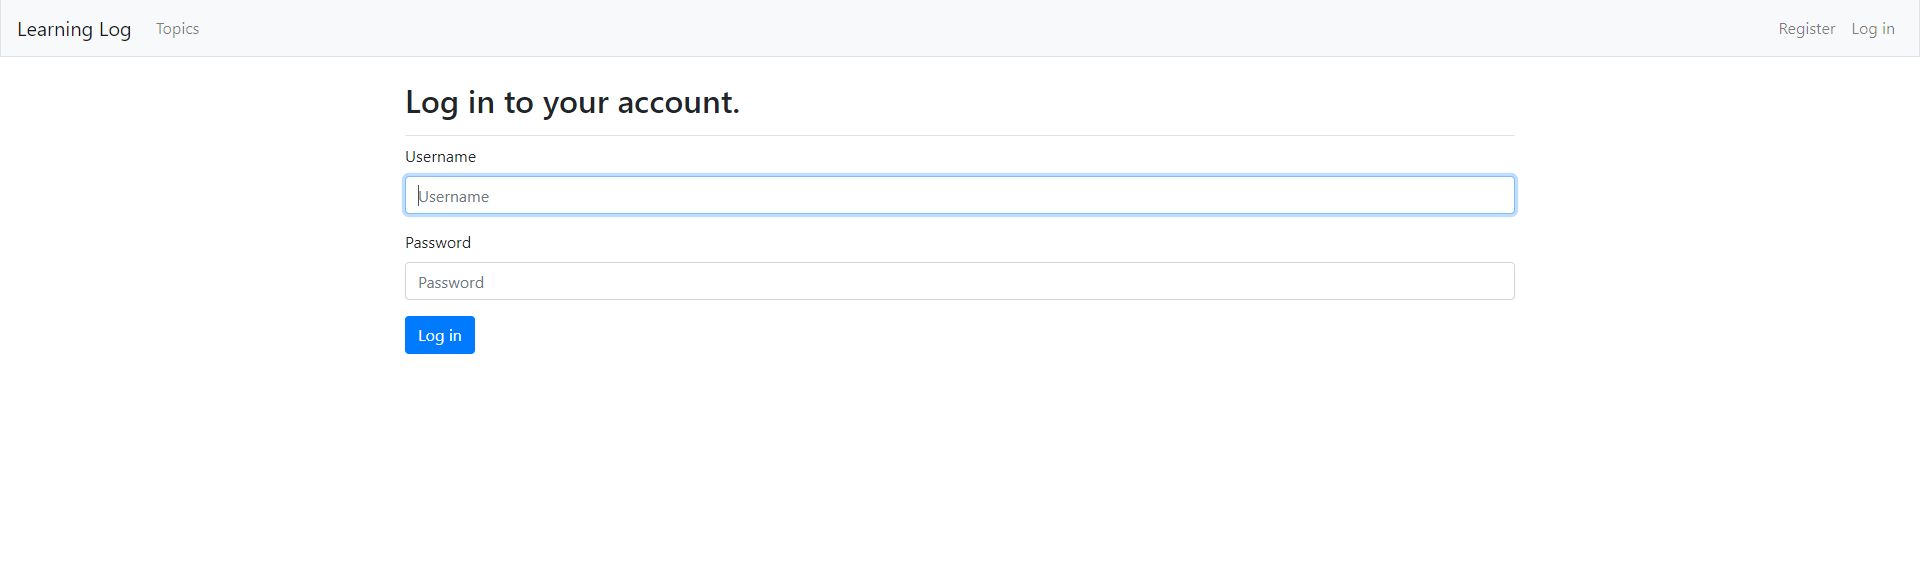 Learning Log Topics Register Log in
Log in to your account.
Username
Username
Password
Password
Log in